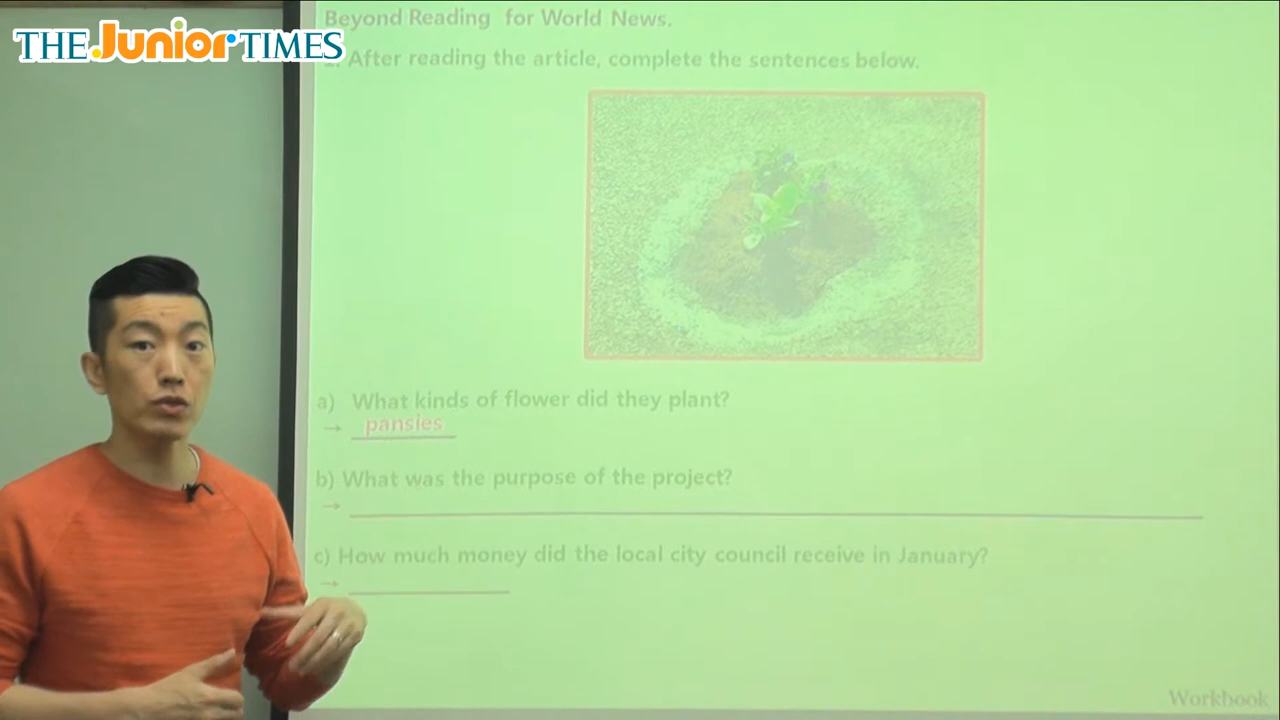 THE Junior TIMES
Beyond Reading for World News.
After reading the article, complete the sentences below.
a) What kinds of flower did they plant?
→ pansies
b) What was the purpose of the project?
→
c) How much money did the local city council receive in January?
→
Workbook